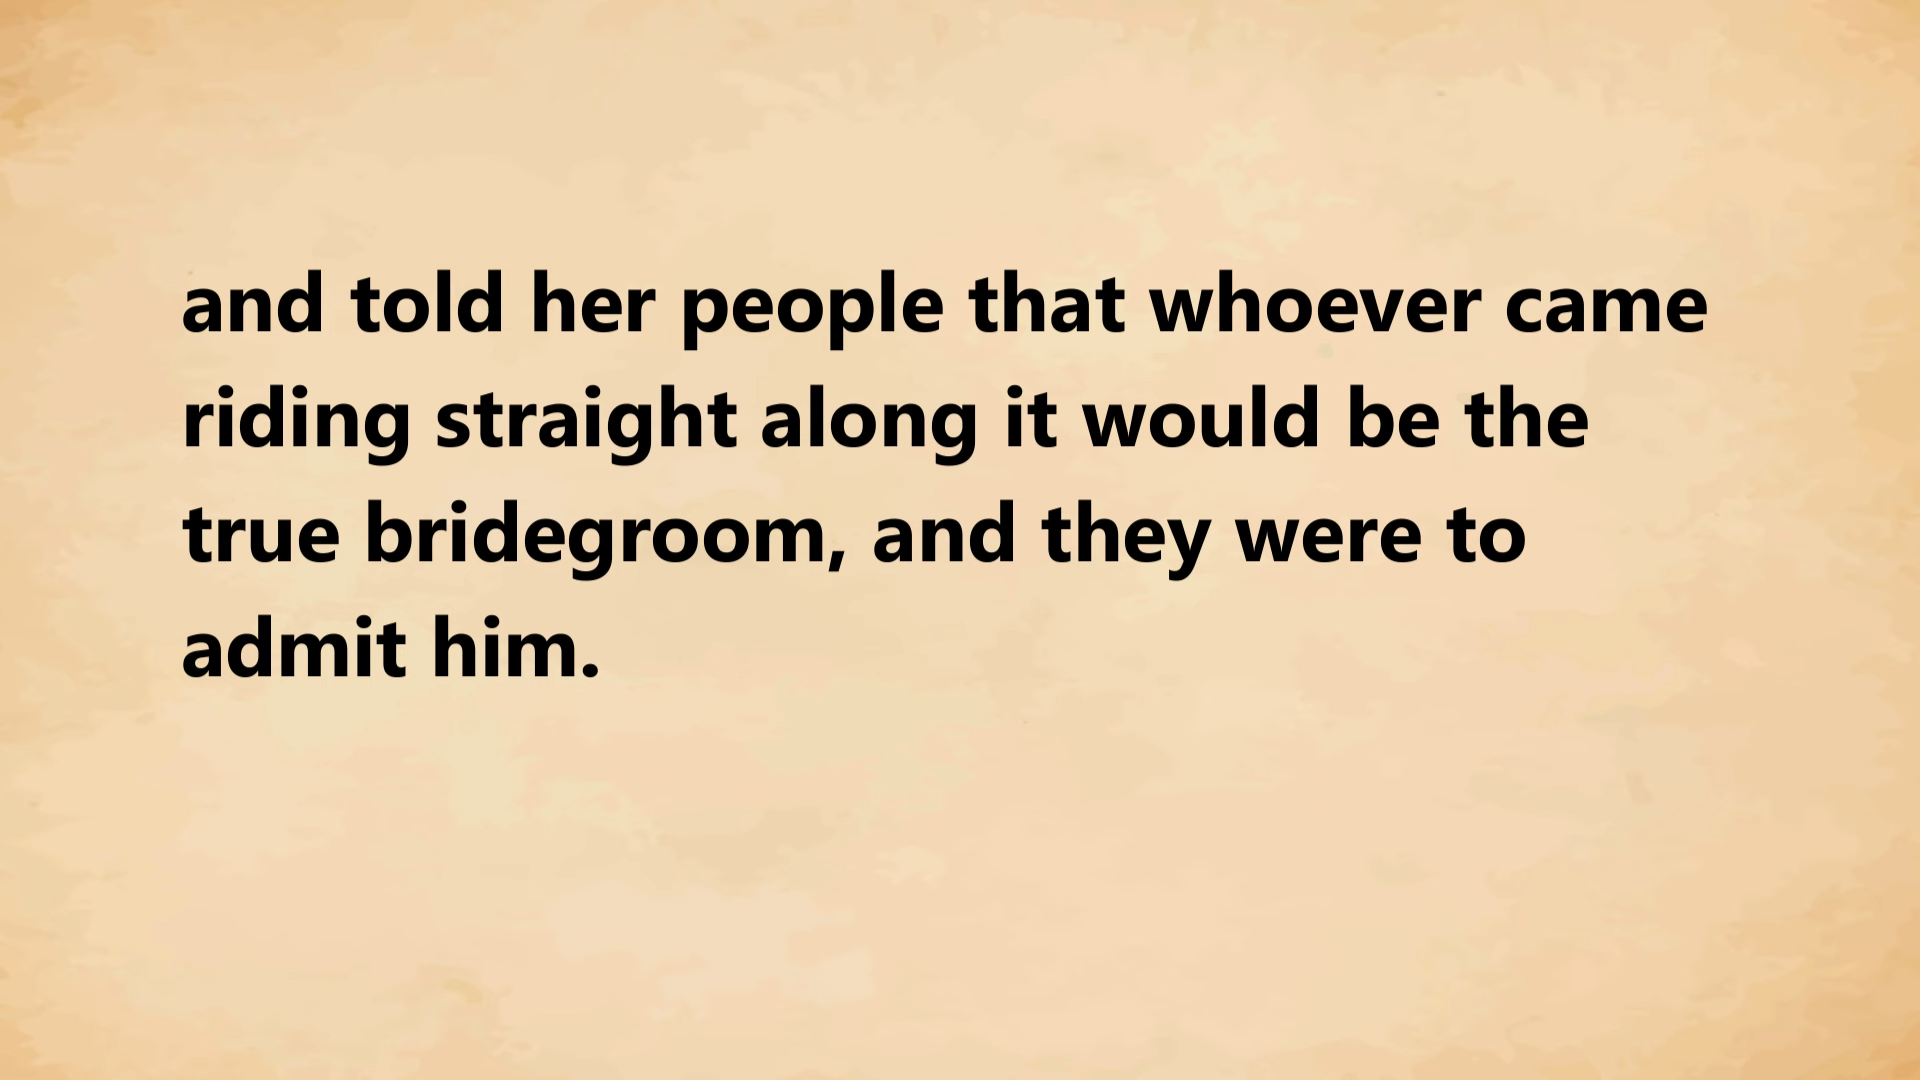 and told her people that whoever came
riding straight along it would be the
true bridegroom, and they were to
admit him.